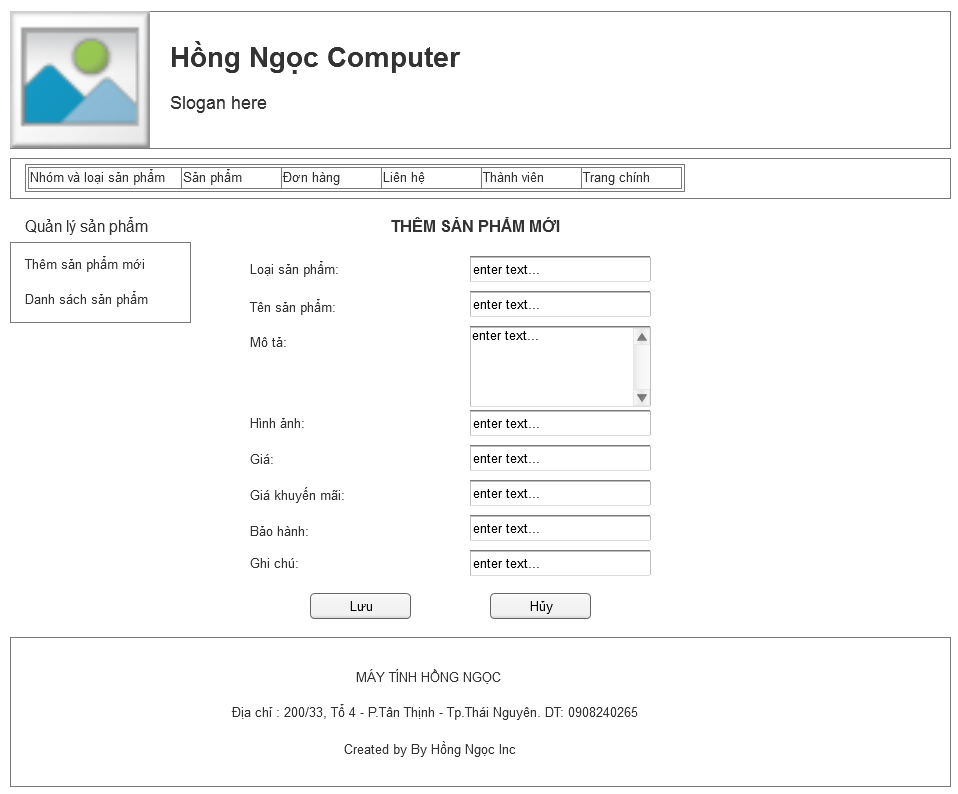 Hồng Ngọc Computer
Slogan here
Nhóm và loại sản phẩm Sản phẩm Đơn hàng Liên hệ Thành viên Trang chính
Quản lý sản phẩm
Thêm sản phẩm mới
Danh sách sản phẩm
THÊM SẢN PHẨM MỚI
Loại sản phẩm: enter text...
Tên sản phẩm: enter text...
Mô tả: enter text...
Hình ảnh: enter text...
Giá: enter text...
Giá khuyến mãi: enter text...
Bảo hành: enter text...
Ghi chú: enter text...
Lưu Hủy
MÁY TÍNH HỒNG NGỌC
Địa chỉ : 200/33, Tổ 4 - P.Tân Thịnh - Tp.Thái Nguyên. DT: 0908240265
Created by By Hồng Ngọc Inc